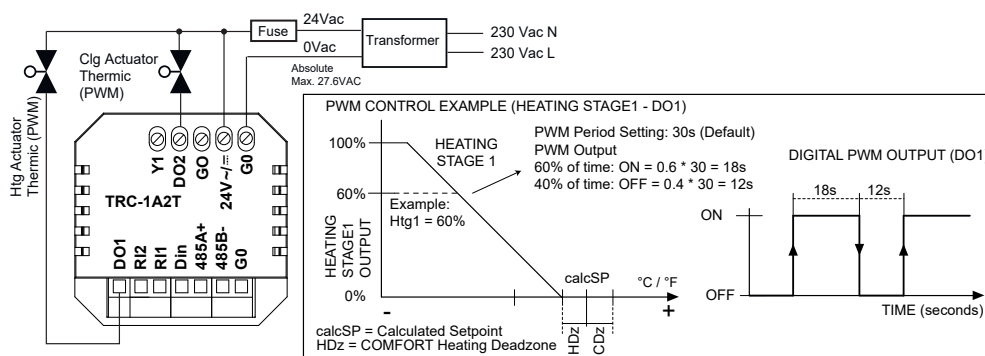 24Vac
Fuse
0Vac
Transformer
230 Vac N
230 Vac L
Absolute
Max. 27.6VAC
Clg Actuator
Thermic
(PWM)
Htg Actuator
Thermic (PWM)
Y1
DO2
GO
24V~/⎓
G0
TRC-1A2T
DO1
RI2
RI1
Din
485A+
485B-
G0
PWM CONTROL EXAMPLE (HEATING STAGE1 - DO1)
100%
60%
0%
HEATING
STAGE1
OUTPUT
HEATING
STAGE 1
Example:
Htg1 = 60%
PWM Period Setting: 30s (Default)
PWM Output
60% of time: ON = 0.6 * 30 = 18s
40% of time: OFF = 0.4 * 30 = 12s
calcSP
°C / °F
-
+
HDz
CDz
calcSP = Calculated Setpoint
HDz = COMFORT Heating Deadzone
DIGITAL PWM OUTPUT (DO1
18s
12s
ON
OFF
TIME (seconds)